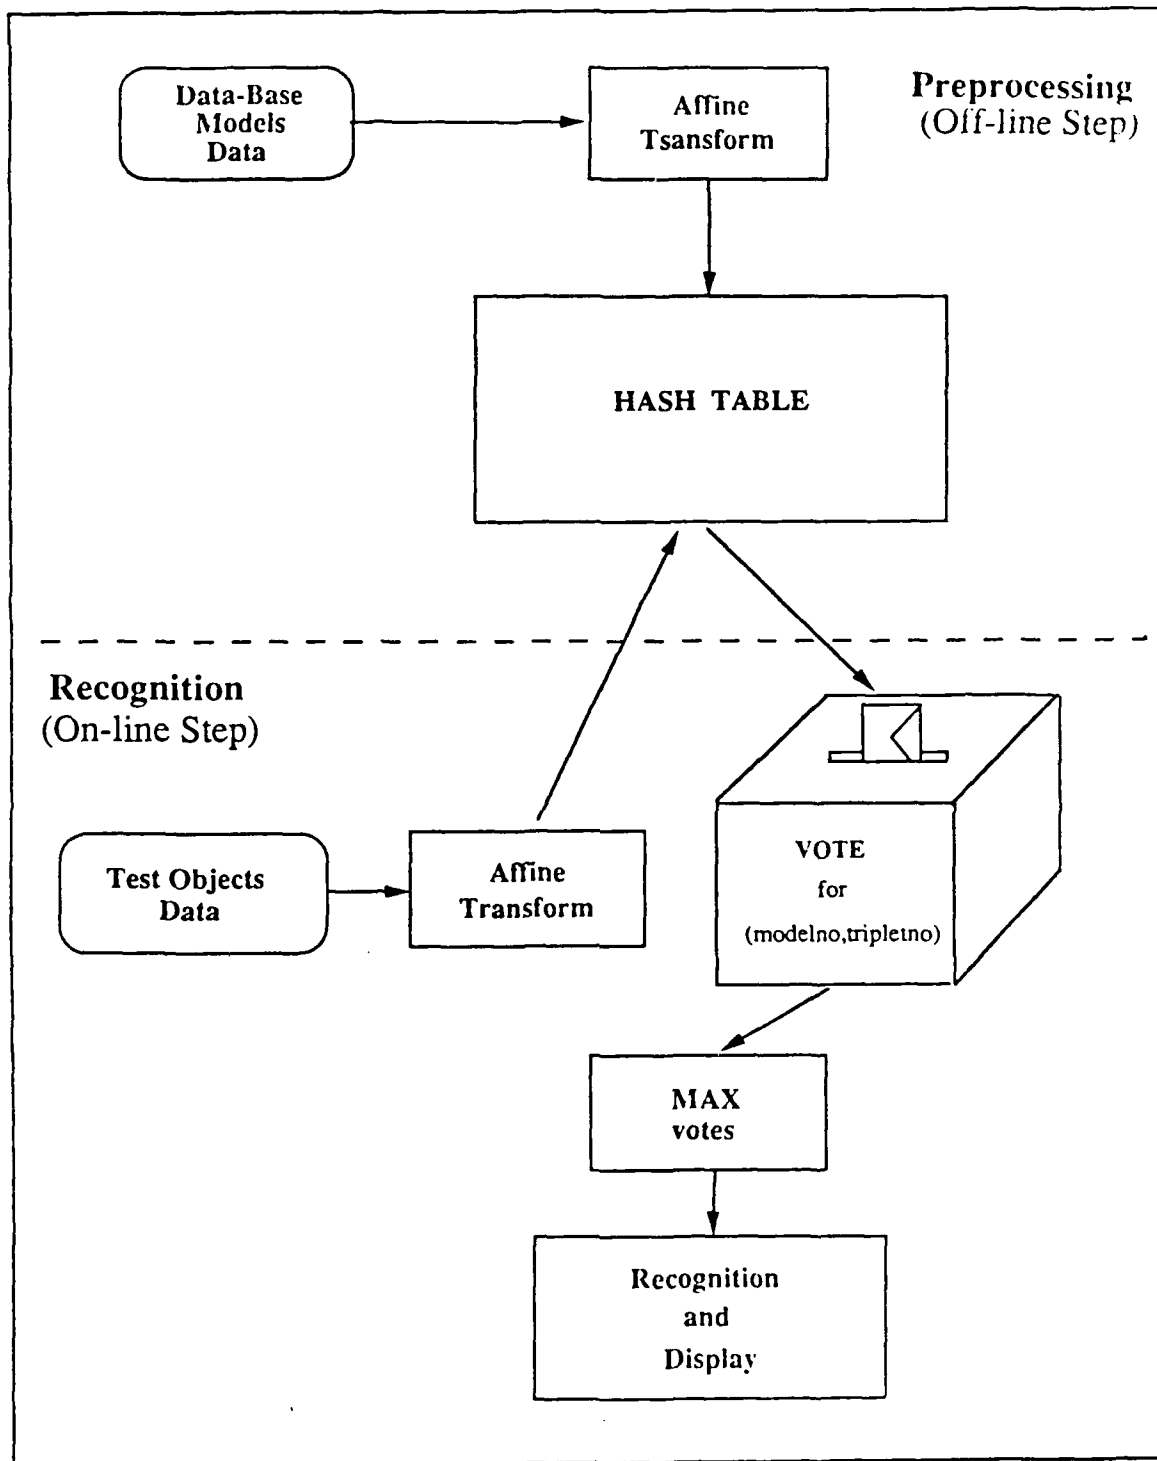 Data-Base
Models
Data
Affine
Tsansform
Preprocessing
(Off-line Step)
HASH TABLE
Recognition
(On-line Step)
Test Objects
Data
Affine
Transform
VOTE
for
(modelno,tripletno)
MAX
votes
Recognition
and
Display